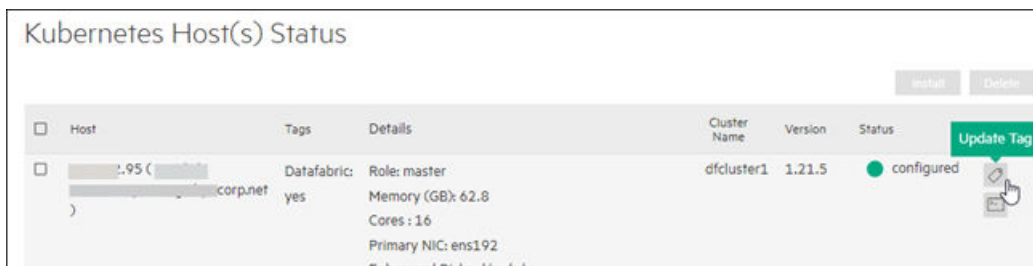 Kubernetes Host(s) Status
Install Delete
Host Tags Details Cluster Name Version Status
Update Tag
.95 ( Datafabric: Role: master dfcluster1 1.21.5 configured
corp.net yes Memory (GB): 62.8
)
Cores : 16
Primary NIC: ens192